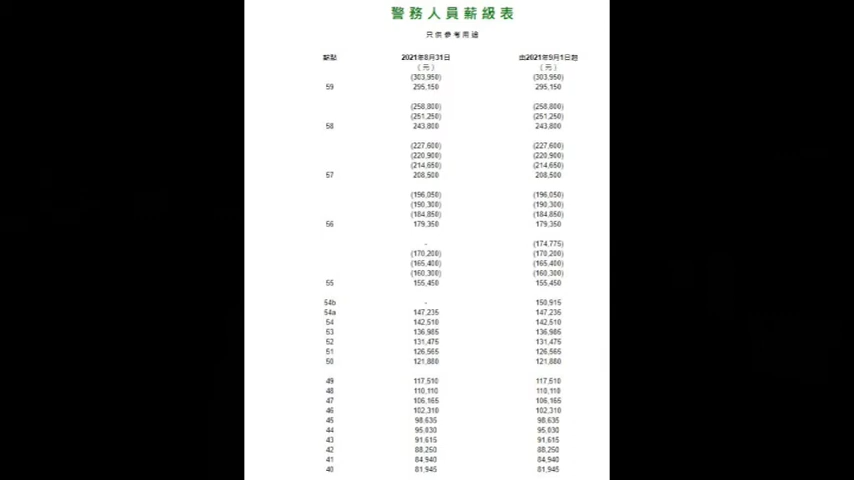 警務人員薪級表
只供參考用途
薪點 2021年8月31日 由2021年9月1日起
(元) (元)
(303,950) (303,950)
59 295,150 295,150
(258,800) (258,800)
(251,250) (251,250)
58 243,800 243,800
(227,600) (227,600)
(220,900) (220,900)
(214,650) (214,650)
57 208,500 208,500
(196,050) (196,050)
(190,300) (190,300)
(184,850) (184,850)
56 179,350 179,350
- (174,775)
(170,200) (170,200)
(165,400) (165,400)
(160,300) (160,300)
55 155,450 155,450
54b - 150,915
54a 147,235 147,235
54 142,510 142,510
53 136,985 136,985
52 131,475 131,475
51 126,565 126,565
50 121,880 121,880
49 117,510 117,510
48 110,110 110,110
47 106,165 106,165
46 102,310 102,310
45 98,635 98,635
44 95,030 95,030
43 91,615 91,615
42 88,250 88,250
41 84,940 84,940
40 81,945 81,945